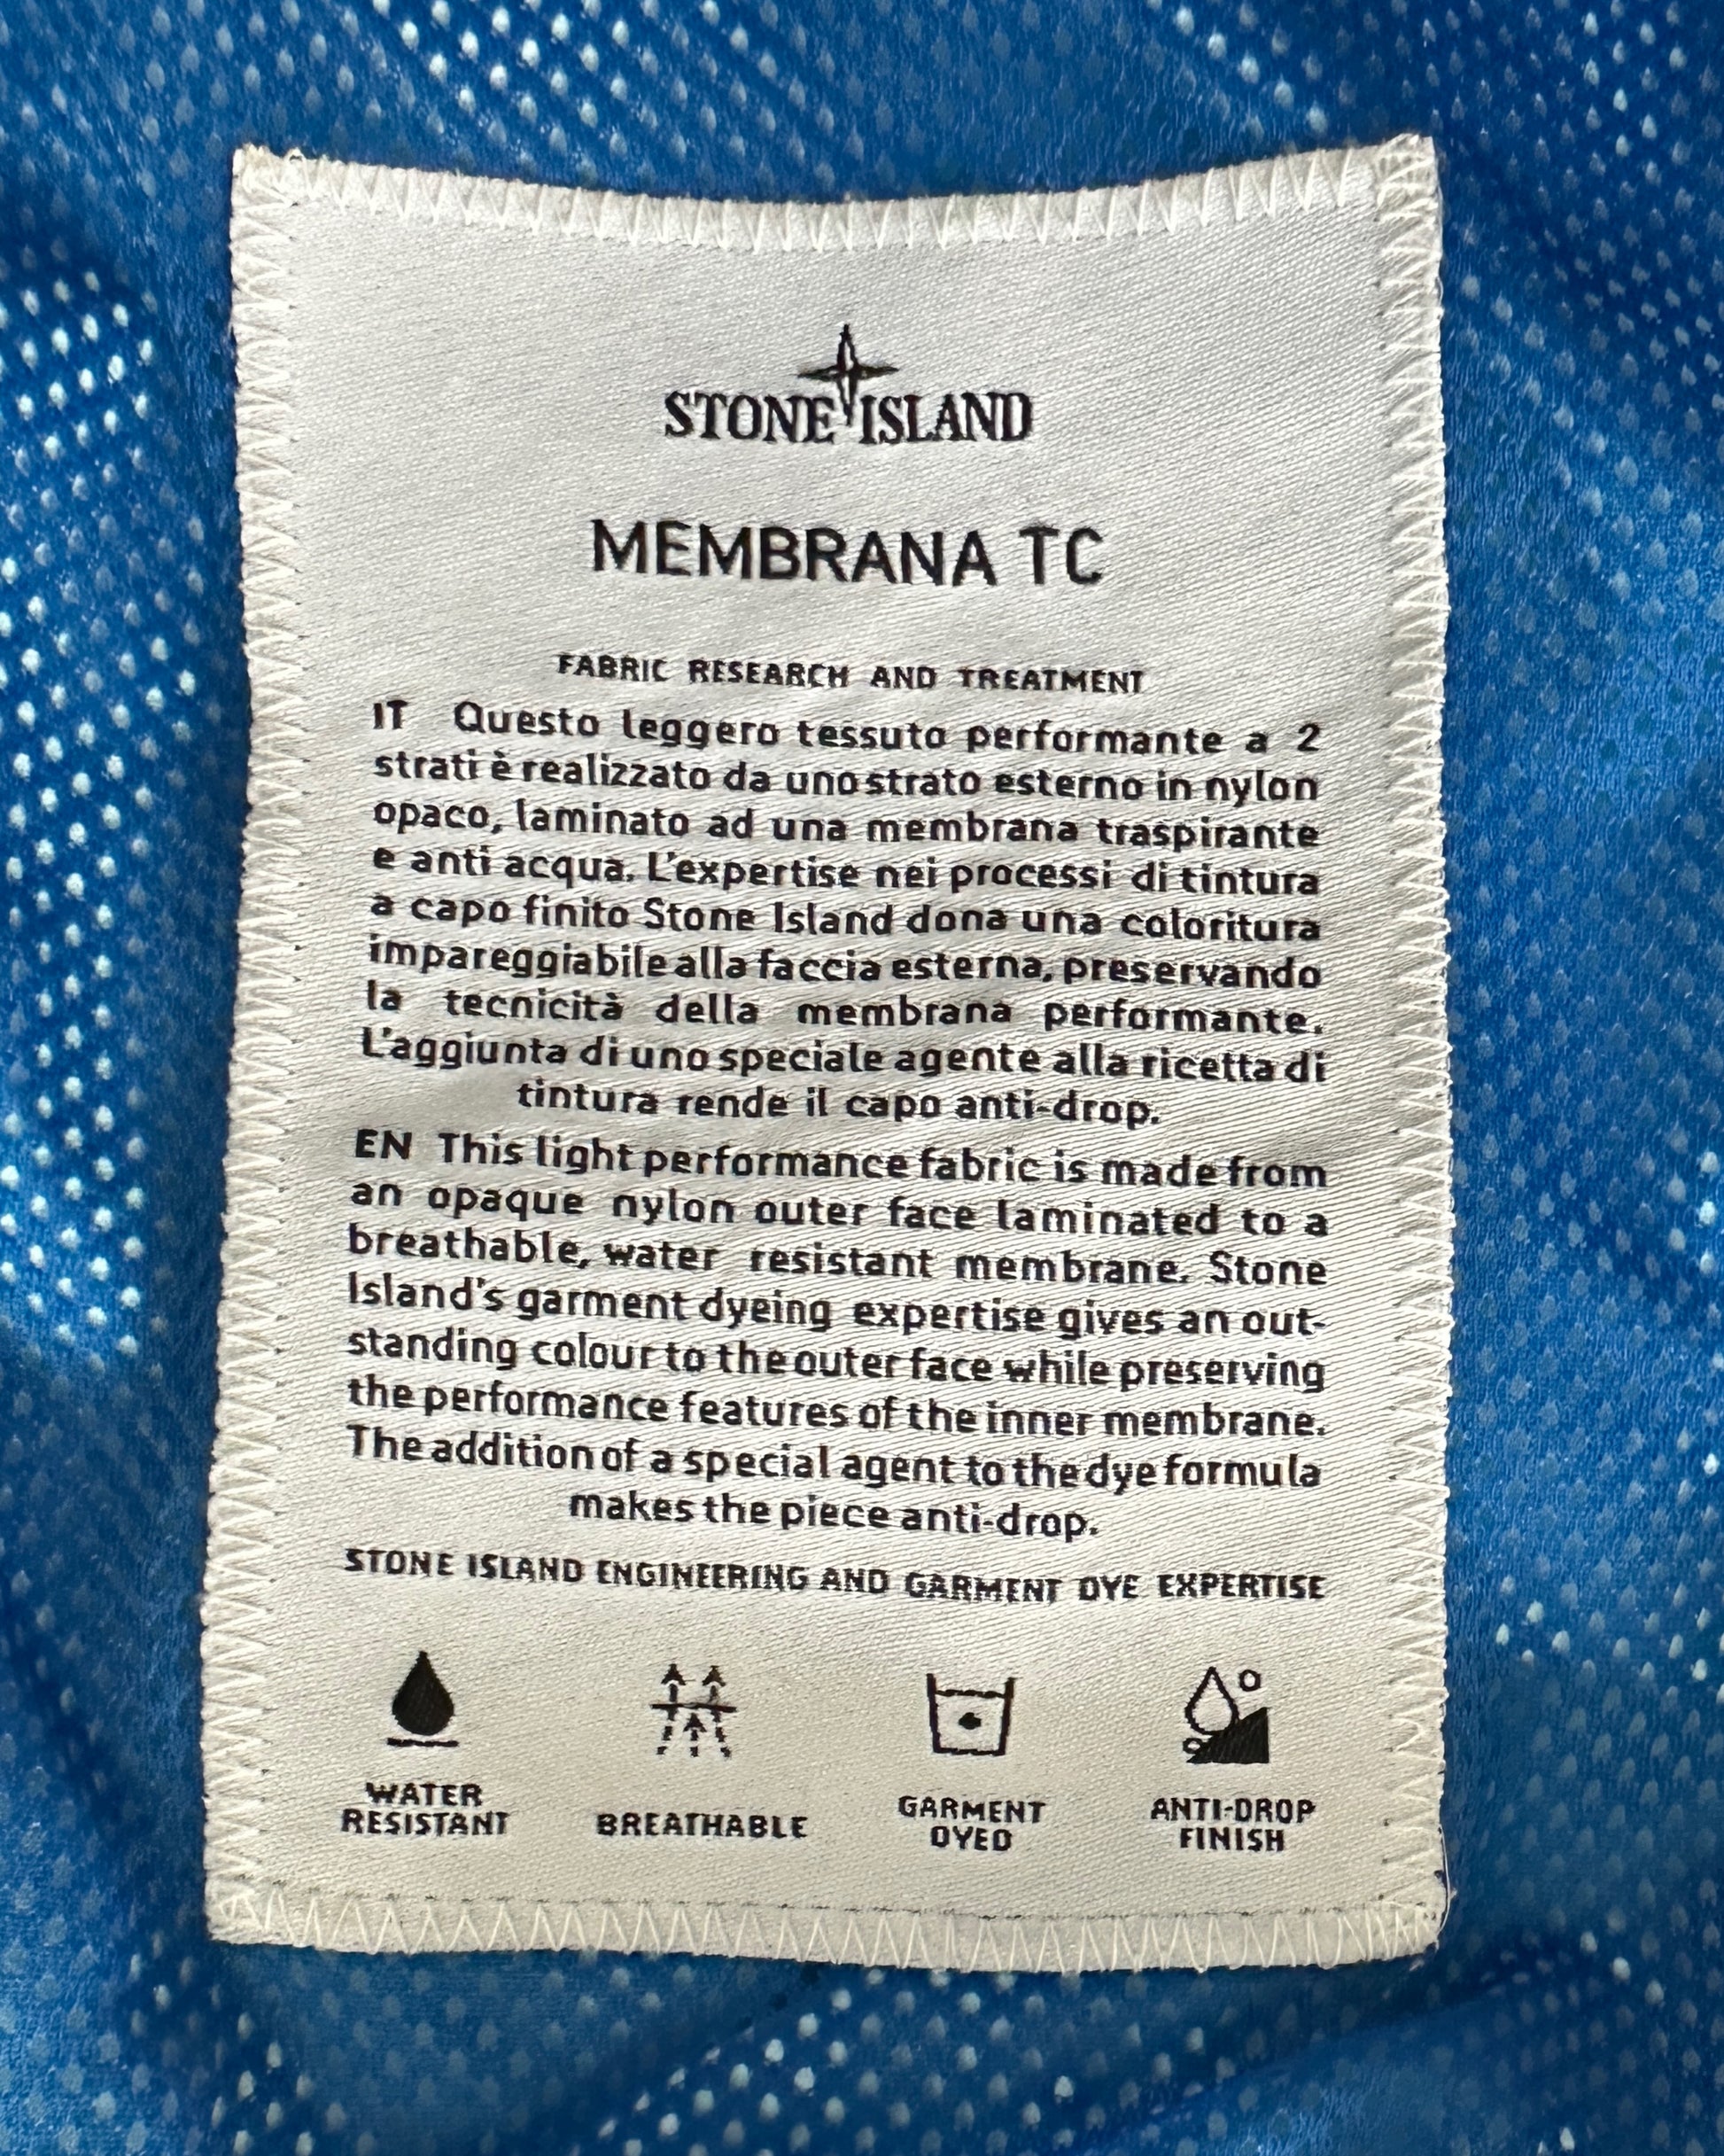 STONE ISLAND
MEMBRANA TC
FABRIC RESEARCH AND TREATMENT
IT Questo leggero tessuto performante a 2
strati è realizzato da uno strato esterno in nylon
opaco, laminato ad una membrana traspirante
e anti acqua. L'expertise nei processi di tintura
a capo finito Stone Island dona una coloritura
impareggiabile alla faccia esterna, preservando
la tecnicità della membrana performante.
L'aggiunta di uno speciale agente alla ricetta di
tintura rende il capo anti-drop.
EN This light performance fabric is made from
an opaque nylon outer face laminated to a
breathable, water resistant membrane. Stone
Island's garment dyeing expertise gives an out-
standing colour to the outer face while preserving
the performance features of the inner membrane.
The addition of a special agent to the dye formula
makes the piece anti-drop.
STONE ISLAND ENGINEERING AND GARMENT DYE EXPERTISE
WATER
RESISTANT
BREATHABLE
GARMENT
DYED
ANTI-DROP
FINISH